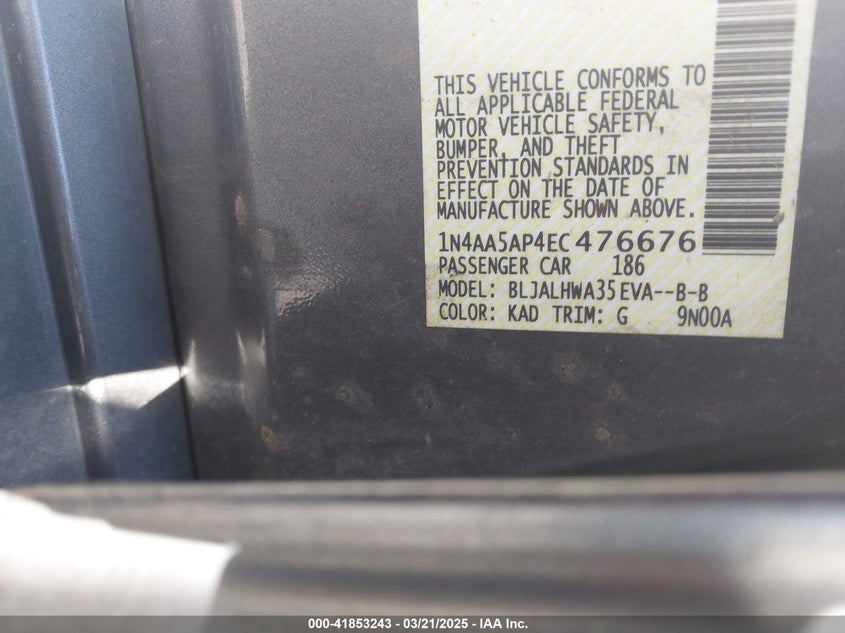 THIS VEHICLE CONFORMS TO
ALL APPLICABLE FEDERAL
MOTOR VEHICLE SAFETY,
BUMPER, AND THEFT
PREVENTION STANDARDS IN
EFFECT ON THE DATE OF
MANUFACTURE SHOWN ABOVE.
1N4AA5AP4EC476676
PASSENGER CAR 186
MODEL: BLJALHWA35EVA--B-B
COLOR: KAD TRIM: G 9N00A
000-41853243 - 03/21/2025 - IAA Inc.